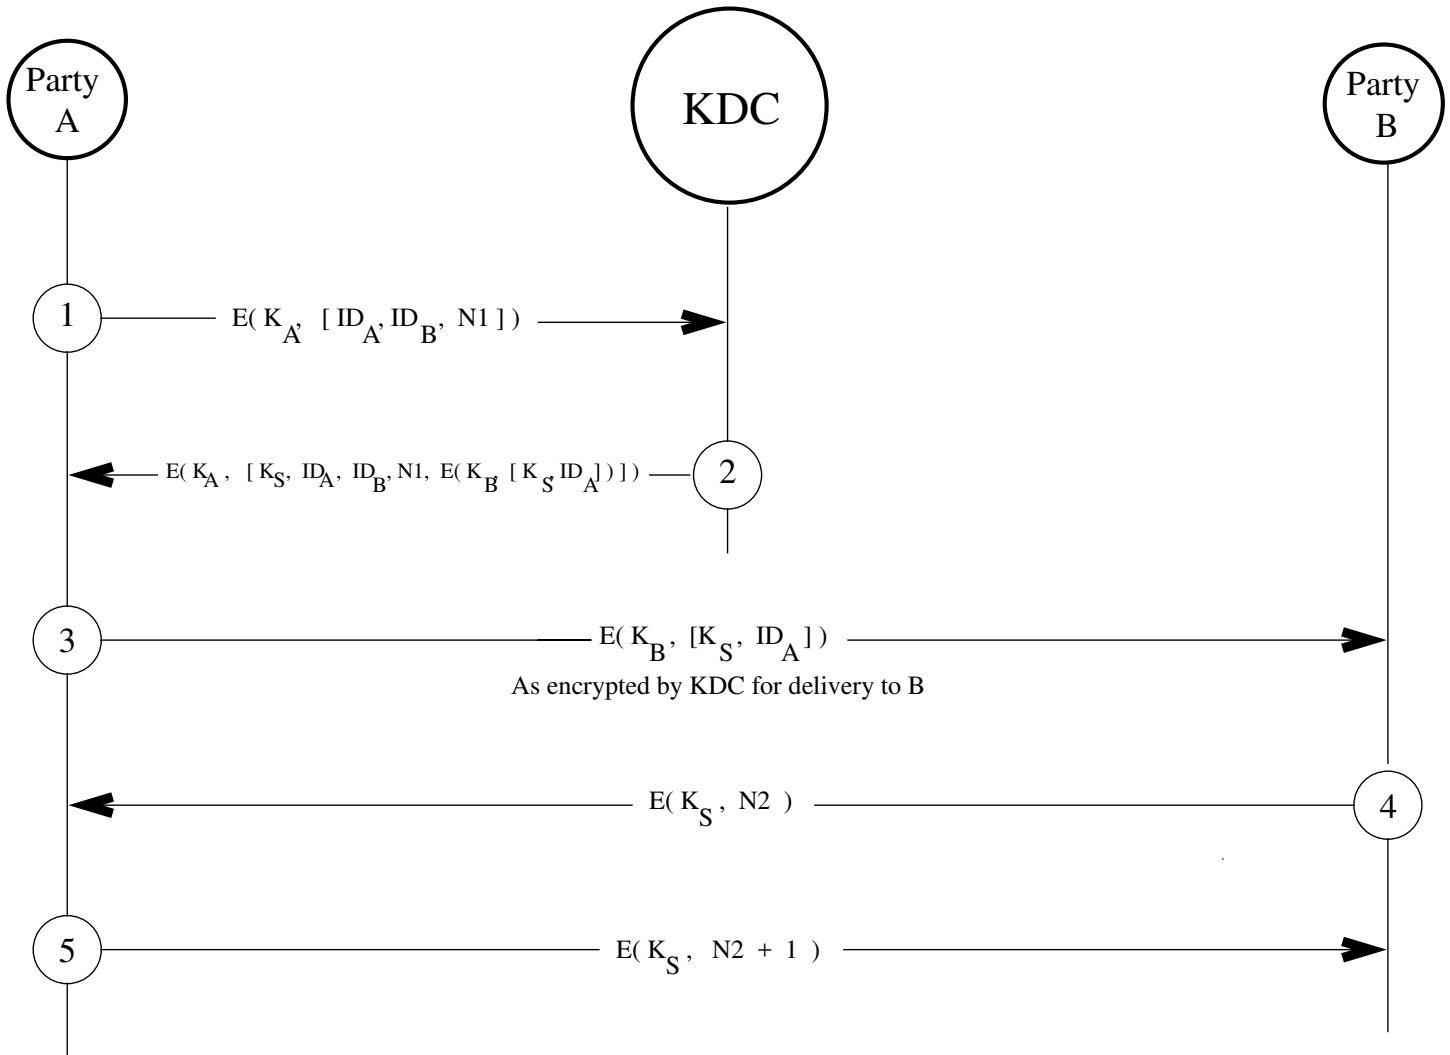 Party
A
KDC
Party
B
1
E( K_A, [ ID_A, ID_B, N1 ] )
E( K_A, [ K_S, ID_A, ID_B, N1, E( K_B, [ K_S, ID_A ] ) ] )
2
3
E( K_B, [K_S, ID_A ] )
As encrypted by KDC for delivery to B
E( K_S, N2 )
4
5
E( K_S, N2 + 1 )